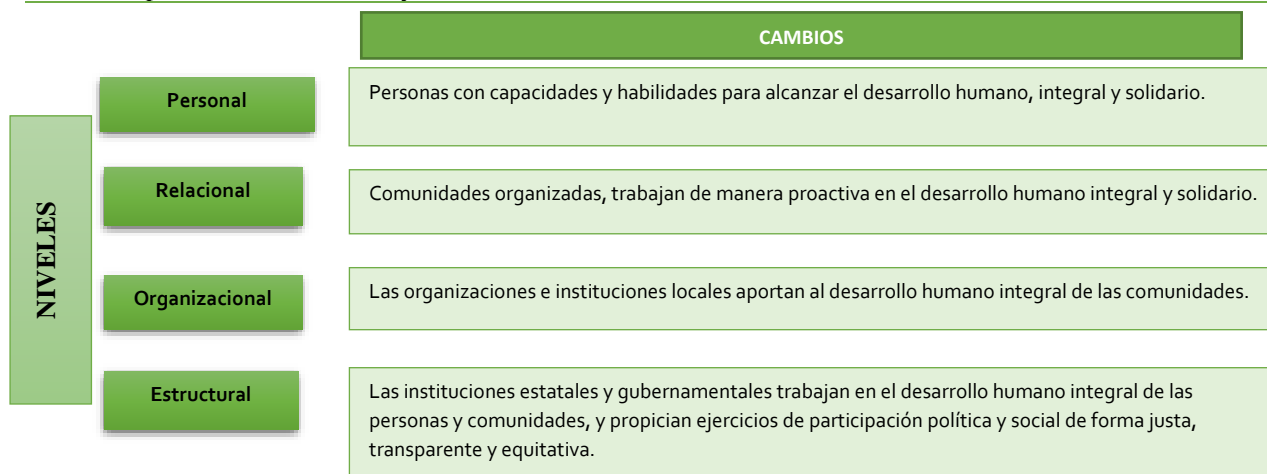 CAMBIOS
NIVELES
Personal
Personas con capacidades y habilidades para alcanzar el desarrollo humano, integral y solidario.
Relacional
Comunidades organizadas, trabajan de manera proactiva en el desarrollo humano integral y solidario.
Organizacional
Las organizaciones e instituciones locales aportan al desarrollo humano integral de las comunidades.
Estructural
Las instituciones estatales y gubernamentales trabajan en el desarrollo humano integral de las
personas y comunidades, y propician ejercicios de participación política y social de forma justa,
transparente y equitativa.